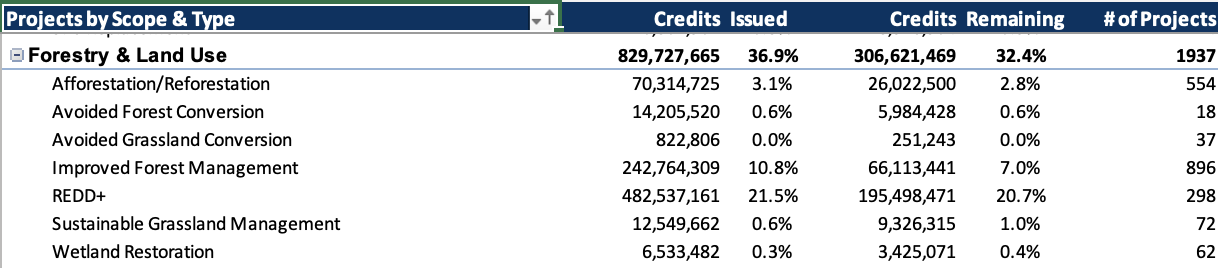 Projects by Scope & Type Credits Issued Credits Remaining # of Projects
Forestry & Land Use 829,727,665 36.9% 306,621,469 32.4% 1937
Afforestation/Reforestation 70,314,725 3.1% 26,022,500 2.8% 554
Avoided Forest Conversion 14,205,520 0.6% 5,984,428 0.6% 18
Avoided Grassland Conversion 822,806 0.0% 251,243 0.0% 37
Improved Forest Management 242,764,309 10.8% 66,113,441 7.0% 896
REDD+ 482,537,161 21.5% 195,498,471 20.7% 298
Sustainable Grassland Management 12,549,662 0.6% 9,326,315 1.0% 72
Wetland Restoration 6,533,482 0.3% 3,425,071 0.4% 62